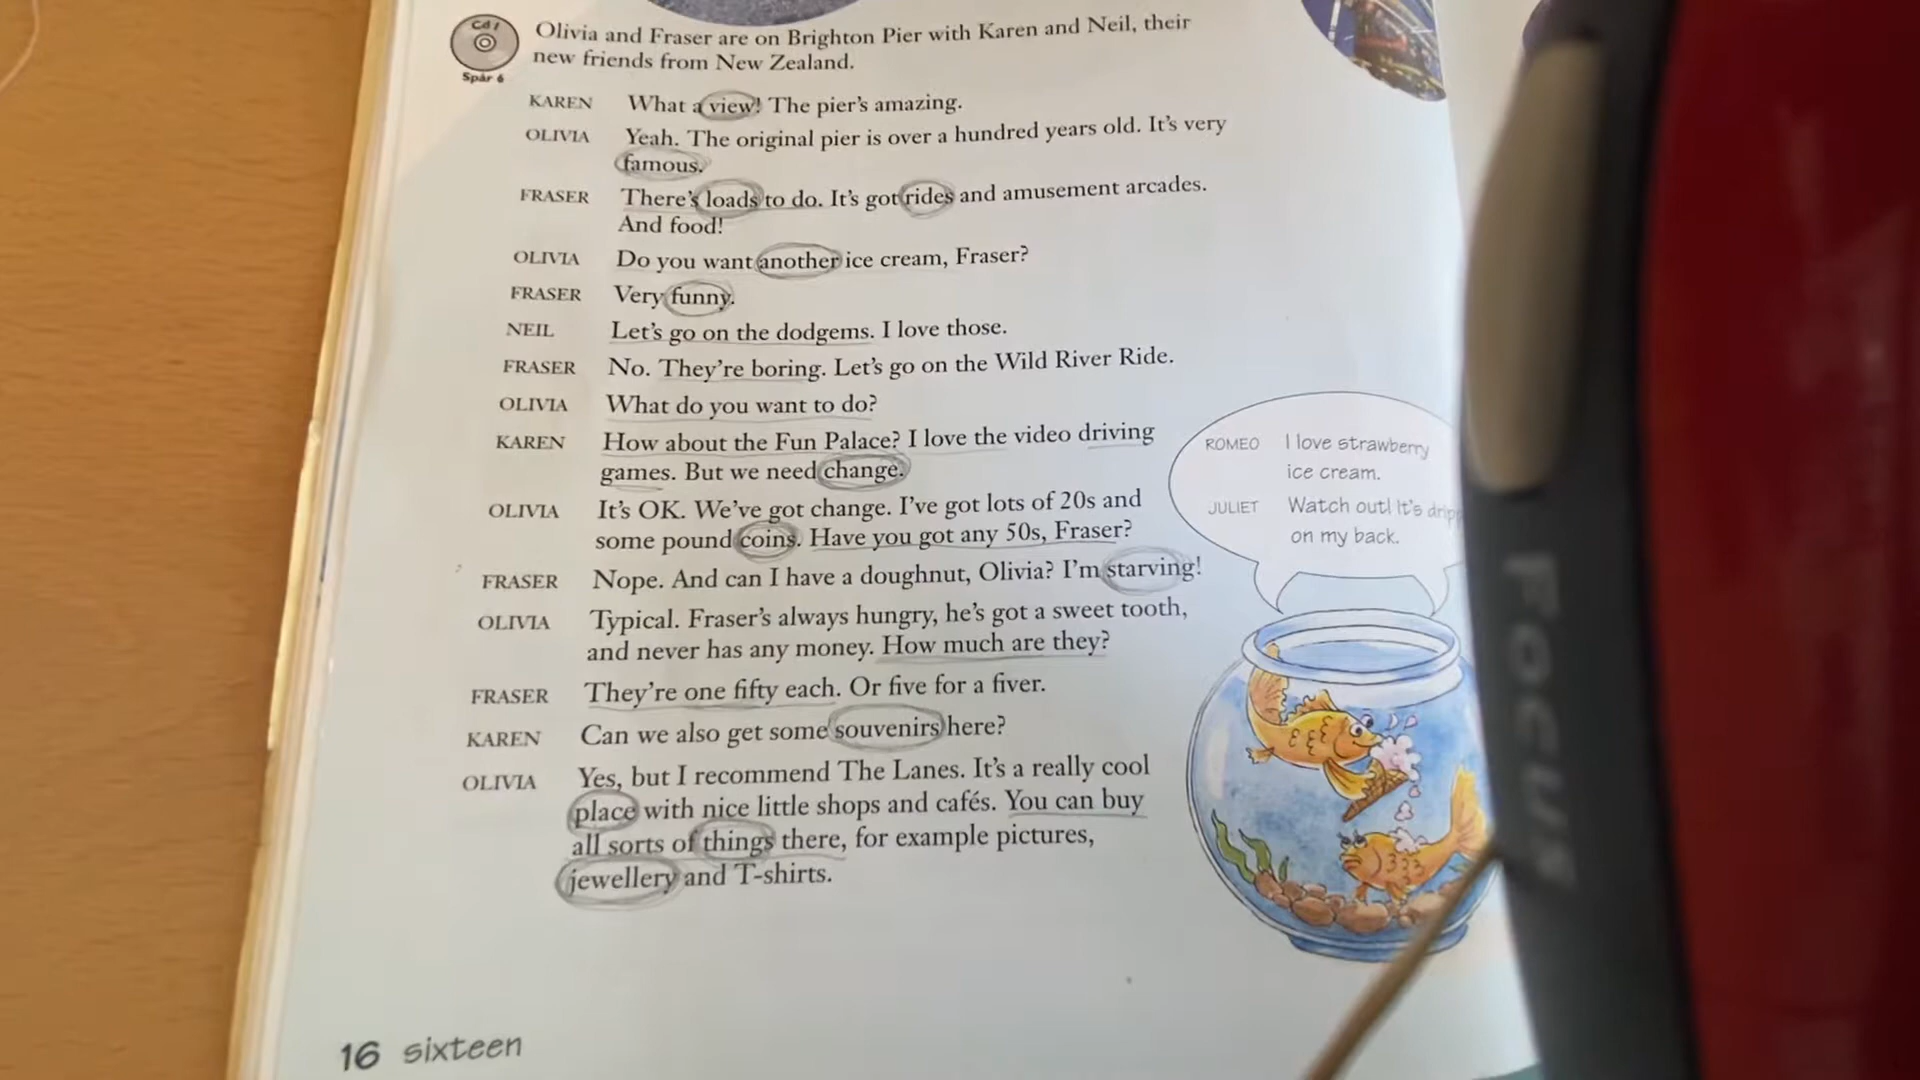 Cd 1
Spår 6
Olivia and Fraser are on Brighton Pier with Karen and Neil, their
new friends from New Zealand.
KAREN What a view! The pier's amazing.
OLIVIA Yeah. The original pier is over a hundred years old. It's very
famous.
FRASER There's loads to do. It's got rides and amusement arcades.
And food!
OLIVIA Do you want another ice cream, Fraser?
FRASER Very funny.
NEIL Let's go on the dodgems. I love those.
FRASER No. They're boring. Let's go on the Wild River Ride.
OLIVIA What do you want to do?
KAREN How about the Fun Palace? I love the video driving
games. But we need change.
OLIVIA It's OK. We've got change. I've got lots of 20s and
some pound coins. Have you got any 50s, Fraser?
FRASER Nope. And can I have a doughnut, Olivia? I'm starving!
OLIVIA Typical. Fraser's always hungry, he's got a sweet tooth,
and never has any money. How much are they?
FRASER They're one fifty each. Or five for a fiver.
KAREN Can we also get some souvenirs here?
OLIVIA Yes, but I recommend The Lanes. It's a really cool
place with nice little shops and cafés. You can buy
all sorts of things there, for example pictures,
jewellery and T-shirts.
ROMEO I love strawberry
ice cream.
JULIET Watch out! It's
on my back.
FOCUS
16 sixteen